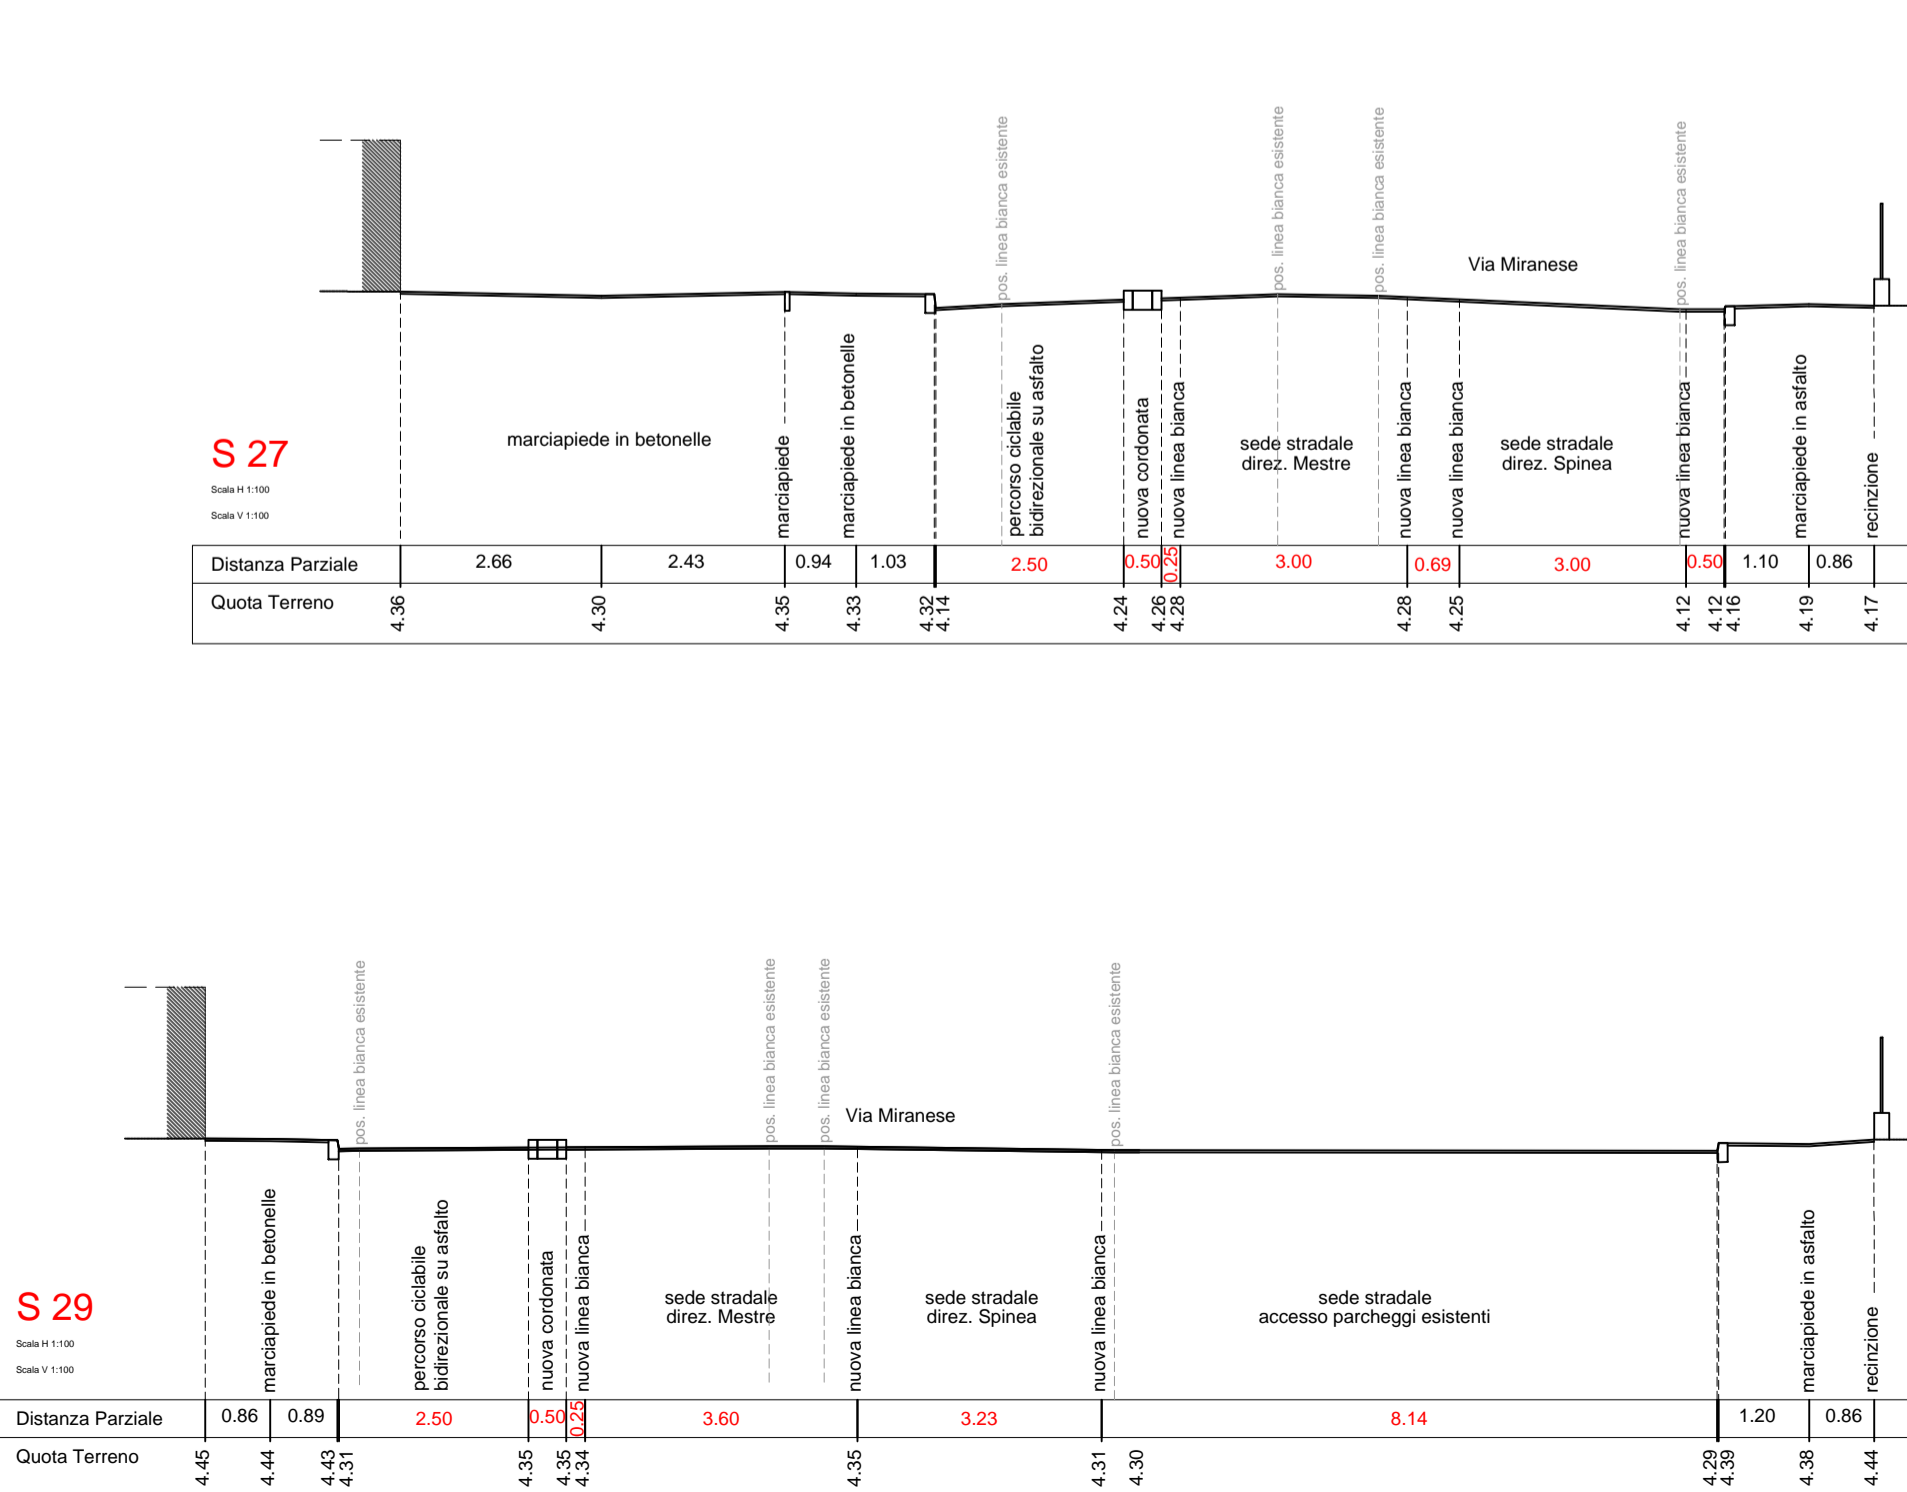 pos. linea bianca esistente
pos. linea bianca esistente
pos. linea bianca esistente
pos. linea bianca esistente
Via Miranese
S 27
Scala H 1:100
Scala V 1:100
marciapiede in betonelle
marciapiede
marciapiede in betonelle
percorso ciclabile
bidirezionale su asfalto
nuova cordonata
nuova linea bianca
sede stradale
direz. Mestre
nuova linea bianca
nuova linea bianca
sede stradale
direz. Spinea
nuova linea bianca
marciapiede in asfalto
recinzione
Distanza Parziale 2.66 2.43 0.94 1.03 2.50 0.50 0.25 3.00 0.69 3.00 0.50 1.10 0.86
Quota Terreno 4.36 4.30 4.35 4.33 4.32 4.14 4.24 4.26 4.28 4.28 4.25 4.12 4.12 4.16 4.19 4.17
pos. linea bianca esistente
pos. linea bianca esistente
pos. linea bianca esistente
pos. linea bianca esistente
Via Miranese
S 29
Scala H 1:100
Scala V 1:100
marciapiede in betonelle
percorso ciclabile
bidirezionale su asfalto
nuova cordonata
nuova linea bianca
sede stradale
direz. Mestre
nuova linea bianca
sede stradale
direz. Spinea
nuova linea bianca
sede stradale
accesso parcheggi esistenti
marciapiede in asfalto
recinzione
Distanza Parziale 0.86 0.89 2.50 0.50 0.25 3.60 3.23 8.14 1.20 0.86
Quota Terreno 4.45 4.44 4.43 4.31 4.35 4.35 4.34 4.35 4.31 4.30 4.29 4.39 4.38 4.44